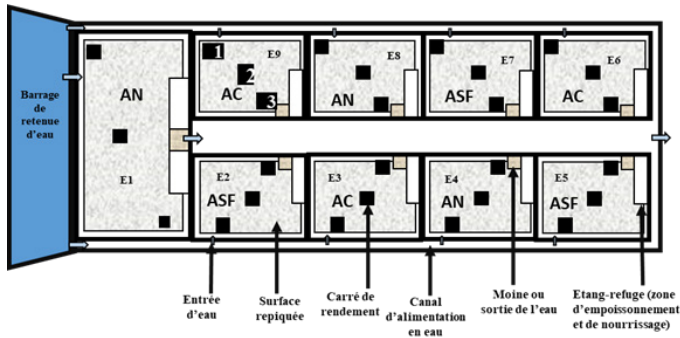 Barrage
de
retenue
d'eau
AN
E1
1
2
3
E9
AC
E8
AN
E7
ASF
E6
AC
E2
ASF
E3
AC
E4
AN
E5
ASF
Entrée
d'eau
Surface
repiquée
Carré de
rendement
Canal
d'alimentation
en eau
Moine ou
sortie de l'eau
Etang-refuge (zone
d'empoissonnement
et de nourrissage)